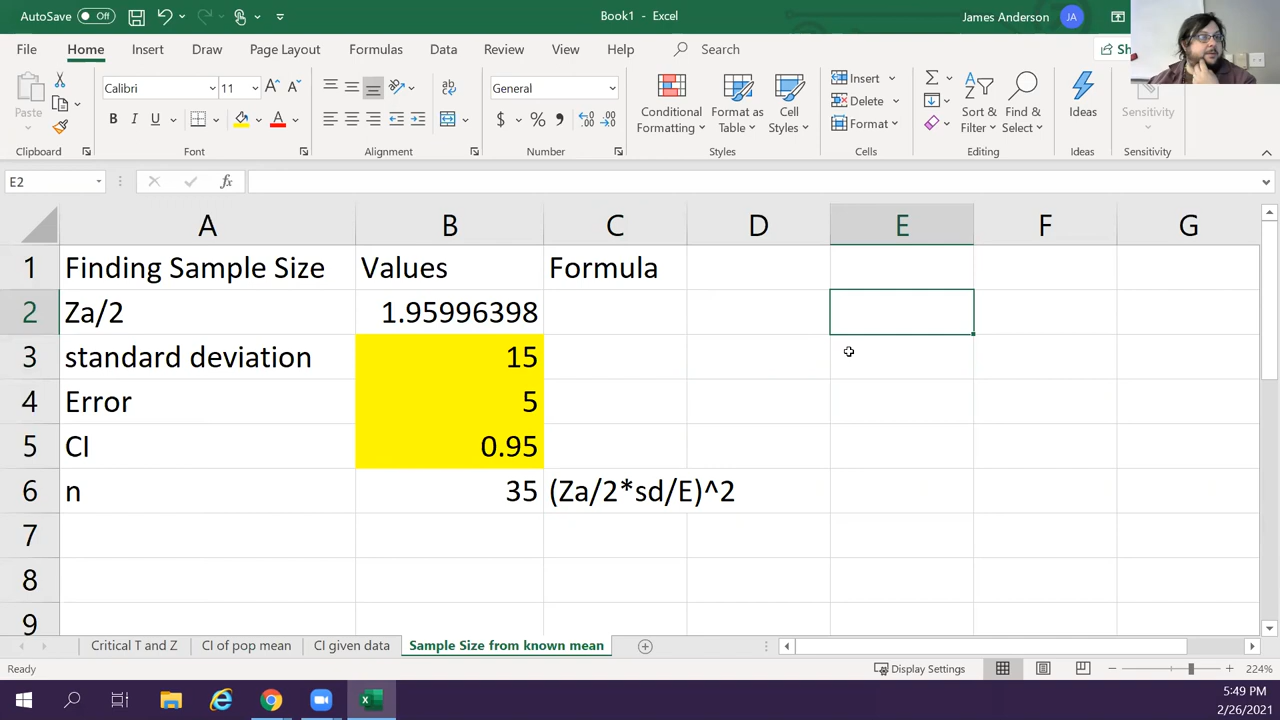 AutoSave Off
Book1 - Excel
James Anderson JA
File Home Insert Draw Page Layout Formulas Data Review View Help Search Sh
Paste
Clipboard
Calibri 11
B I U A
Font
Alignment
General
$ % 9
Number
Conditional Formatting
Format as Table
Cell Styles
Styles
Insert
Delete
Format
Cells
Sort & Filter
Find & Select
Editing
Ideas
Ideas
Sensitivity
Sensitivity
E2 fx
A B C D E F G
1 Finding Sample Size Values Formula
2 Za/2 1.95996398
3 standard deviation 15
4 Error 5
5 CI 0.95
6 n 35 (Za/2*sd/E)^2
7
8
9
Critical T and Z CI of pop mean CI given data Sample Size from known mean
Ready Display Settings 224%
5:49 PM
2/26/2021